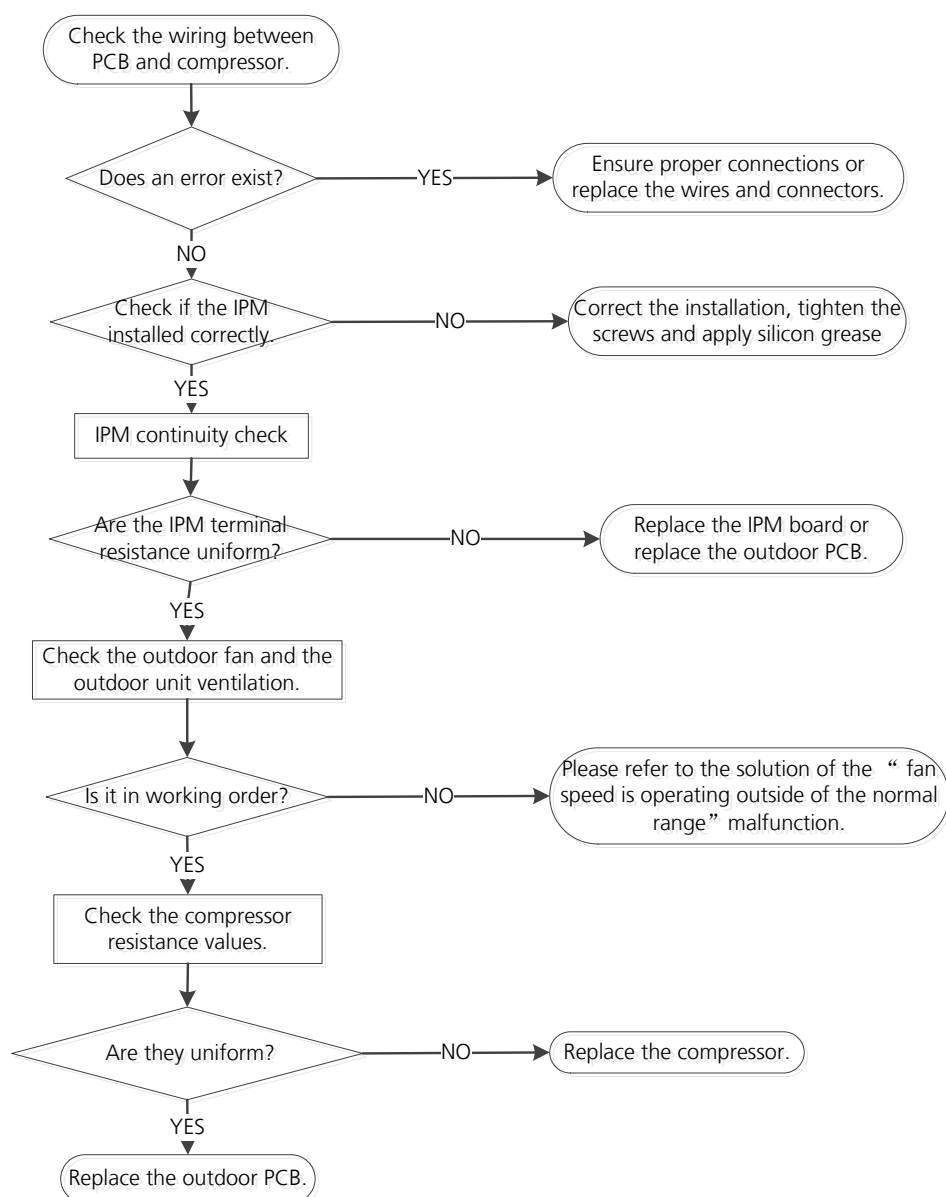 Check the wiring between
PCB and compressor.
Does an error exist?
YES
Ensure proper connections or
replace the wires and connectors.
NO
Check if the IPM
installed correctly.
NO
Correct the installation, tighten the
screws and apply silicon grease
YES
IPM continuity check
Are the IPM terminal
resistance uniform?
NO
Replace the IPM board or
replace the outdoor PCB.
YES
Check the outdoor fan and the
outdoor unit ventilation.
Is it in working order?
NO
Please refer to the solution of the “ fan
speed is operating outside of the normal
range” malfunction.
YES
Check the compressor
resistance values.
Are they uniform?
NO
Replace the compressor.
YES
Replace the outdoor PCB.